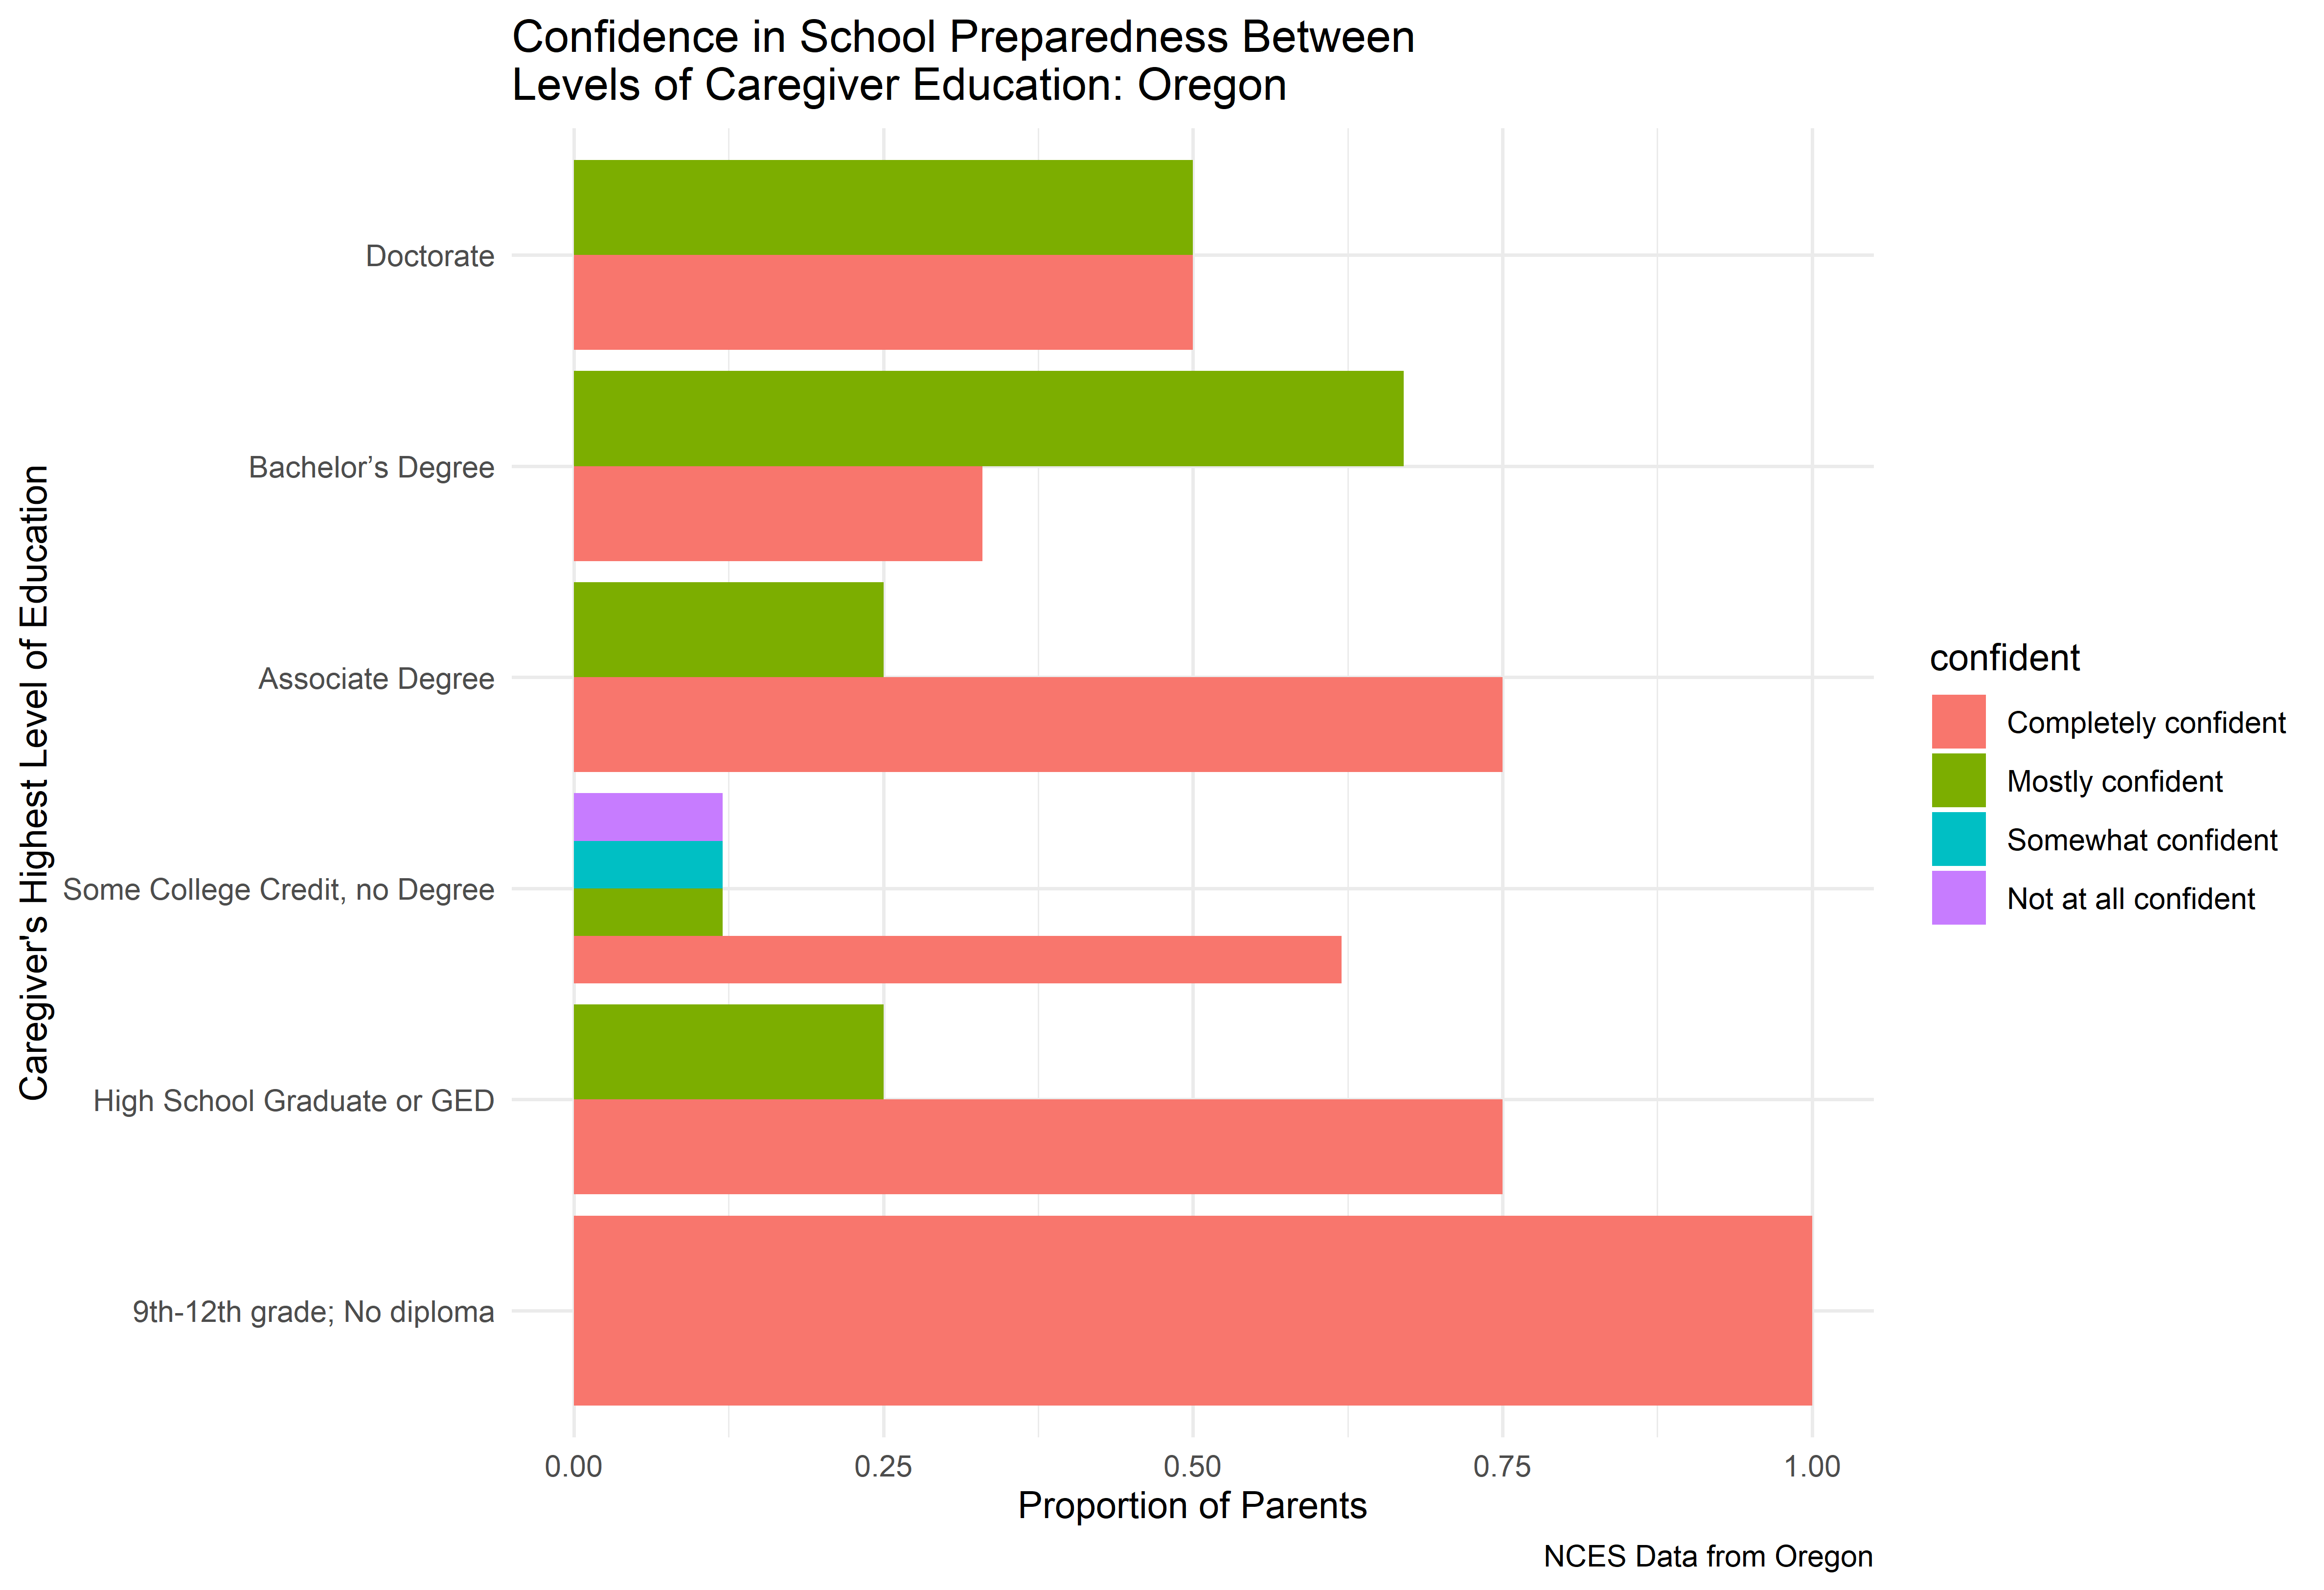 Confidence in School Preparedness Between
Levels of Caregiver Education: Oregon
Caregiver's Highest Level of Education
Doctorate
Bachelor’s Degree
Associate Degree
Some College Credit, no Degree
High School Graduate or GED
9th-12th grade; No diploma
0.00
0.25
0.50
0.75
1.00
Proportion of Parents
confident
Completely confident
Mostly confident
Somewhat confident
Not at all confident
NCES Data from Oregon